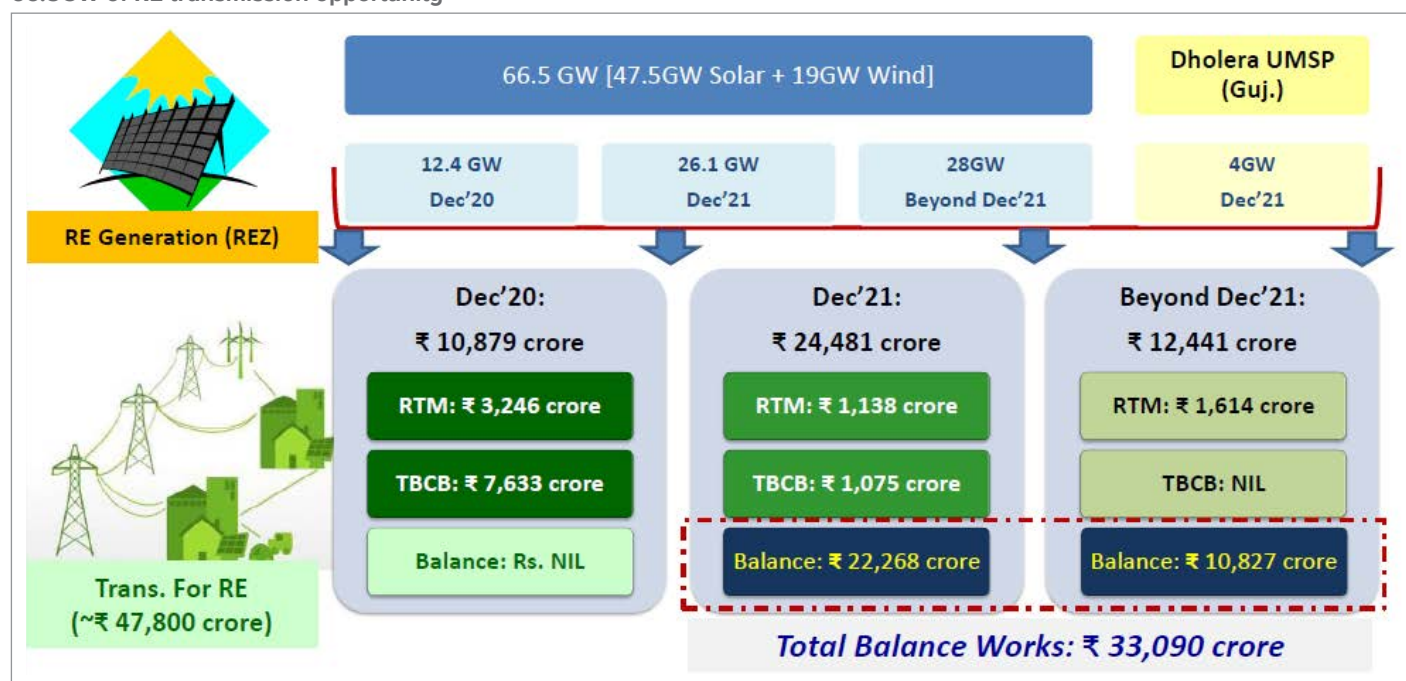 66.5 GW [47.5GW Solar + 19GW Wind]
Dholera UMSP
(Guj.)
12.4 GW
Dec’20
26.1 GW
Dec’21
28GW
Beyond Dec’21
4GW
Dec’21
RE Generation (REZ)
Dec’20:
₹ 10,879 crore
RTM: ₹ 3,246 crore
TBCB: ₹ 7,633 crore
Balance: Rs. NIL
Dec’21:
₹ 24,481 crore
RTM: ₹ 1,138 crore
TBCB: ₹ 1,075 crore
Balance: ₹ 22,268 crore
Beyond Dec’21:
₹ 12,441 crore
RTM: ₹ 1,614 crore
TBCB: NIL
Balance: ₹ 10,827 crore
Trans. For RE
(~₹ 47,800 crore)
Total Balance Works: ₹ 33,090 crore